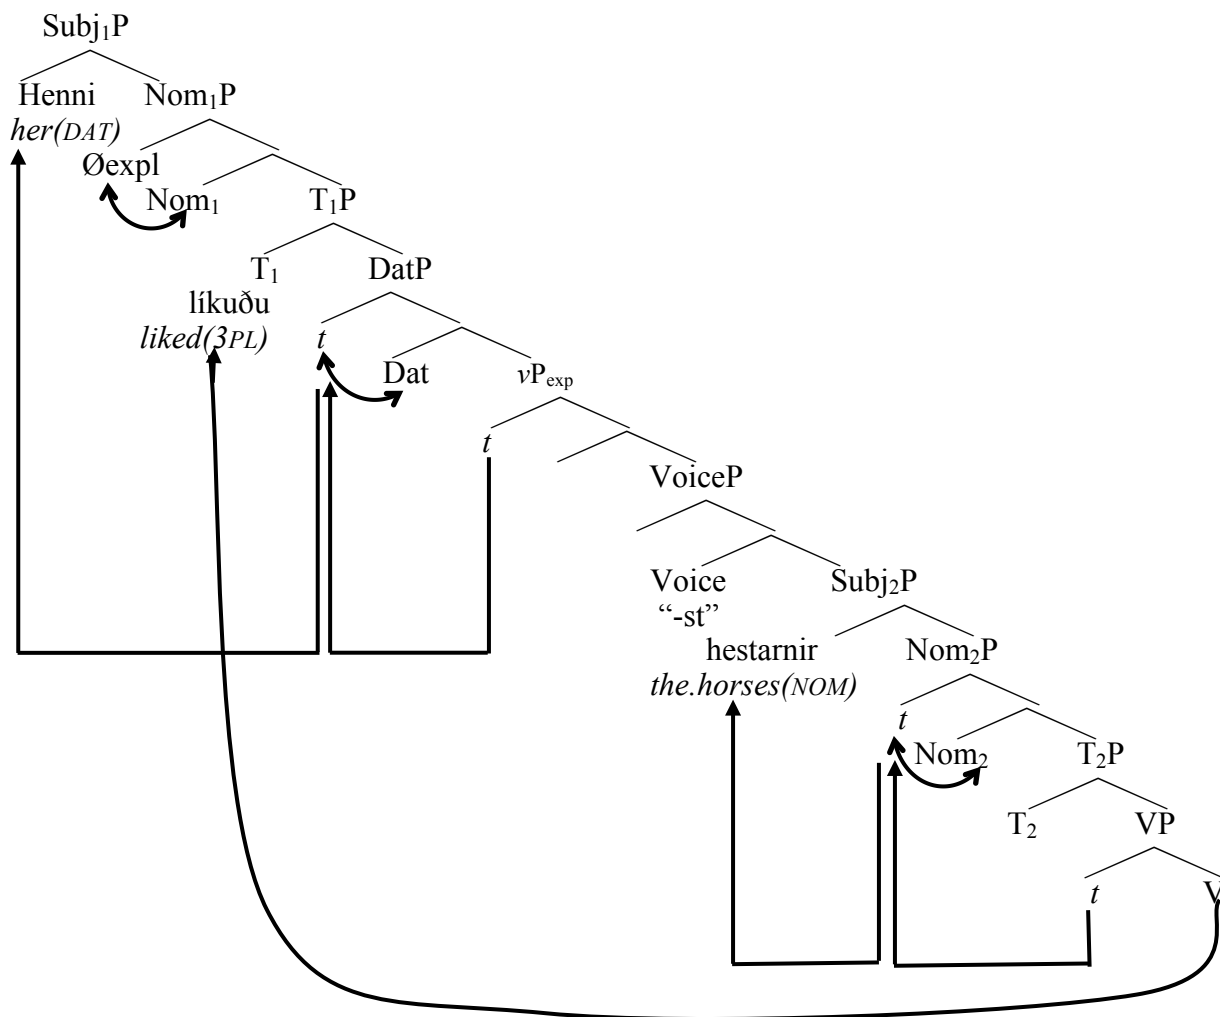 Subj₁P
Henni Nom₁P
her(DAT)
Øexpl
Nom₁ T₁P
T₁ DatP
líkuðu
liked(3PL) t
Dat vP_exp
t
VoiceP
Voice Subj₂P
“-st”
hestarnir Nom₂P
the.horses(NOM)
t
Nom₂ T₂P
T₂ VP
t V